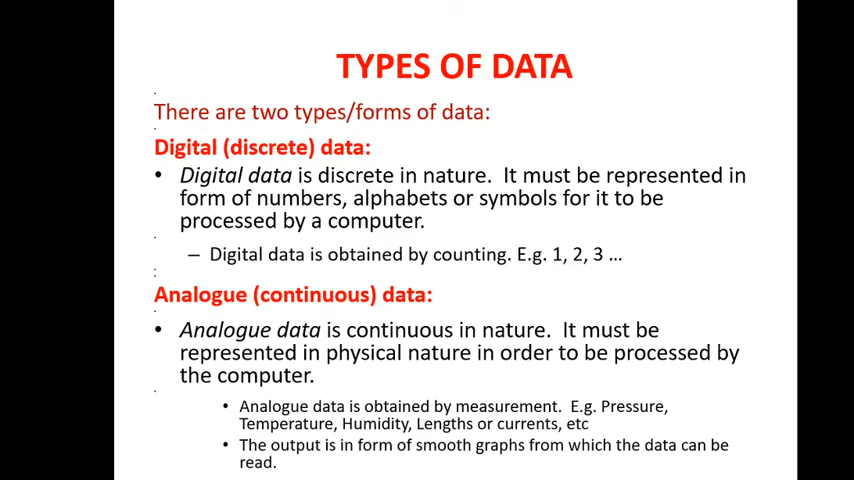 TYPES OF DATA
There are two types/forms of data:
Digital (discrete) data:
• Digital data is discrete in nature. It must be represented in
form of numbers, alphabets or symbols for it to be
processed by a computer.
– Digital data is obtained by counting. E.g. 1, 2, 3 ...
Analogue (continuous) data:
• Analogue data is continuous in nature. It must be
represented in physical nature in order to be processed by
the computer.
• Analogue data is obtained by measurement. E.g. Pressure,
Temperature, Humidity, Lengths or currents, etc
• The output is in form of smooth graphs from which the data can be
read.